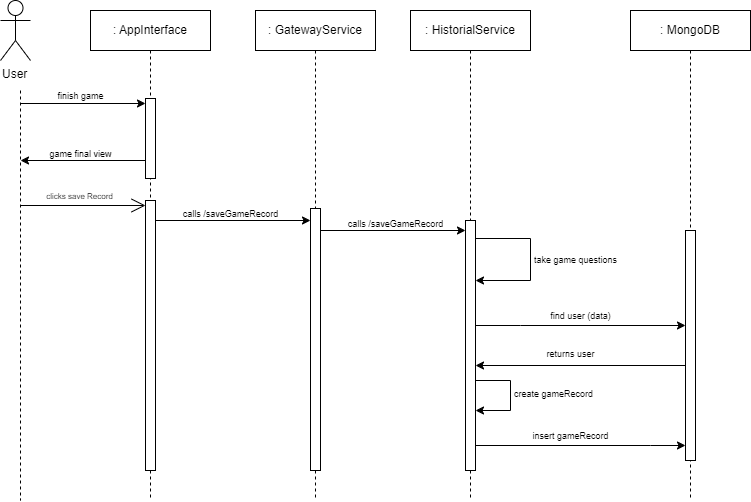 : AppInterface
: GatewayService
: HistorialService
: MongoDB
User
finish game
game final view
clicks save Record
calls /saveGameRecord
calls /saveGameRecord
take game questions
find user (data)
returns user
create gameRecord
insert gameRecord